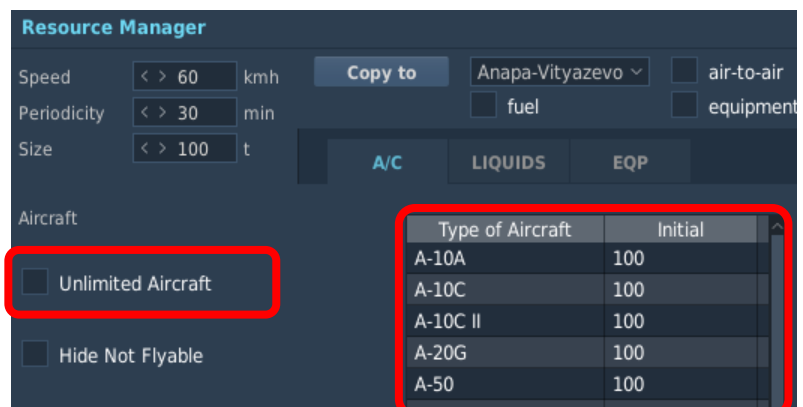 Resource Manager
Speed < > 60 kmh Copy to Anapa-Vityazevo air-to-air
Periodicity < > 30 min fuel equipment
Size < > 100 t
A/C LIQUIDS EQP
Aircraft
Type of Aircraft Initial
A-10A 100
Unlimited Aircraft
A-10C 100
A-10C II 100
Hide Not Flyable
A-20G 100
A-50 100